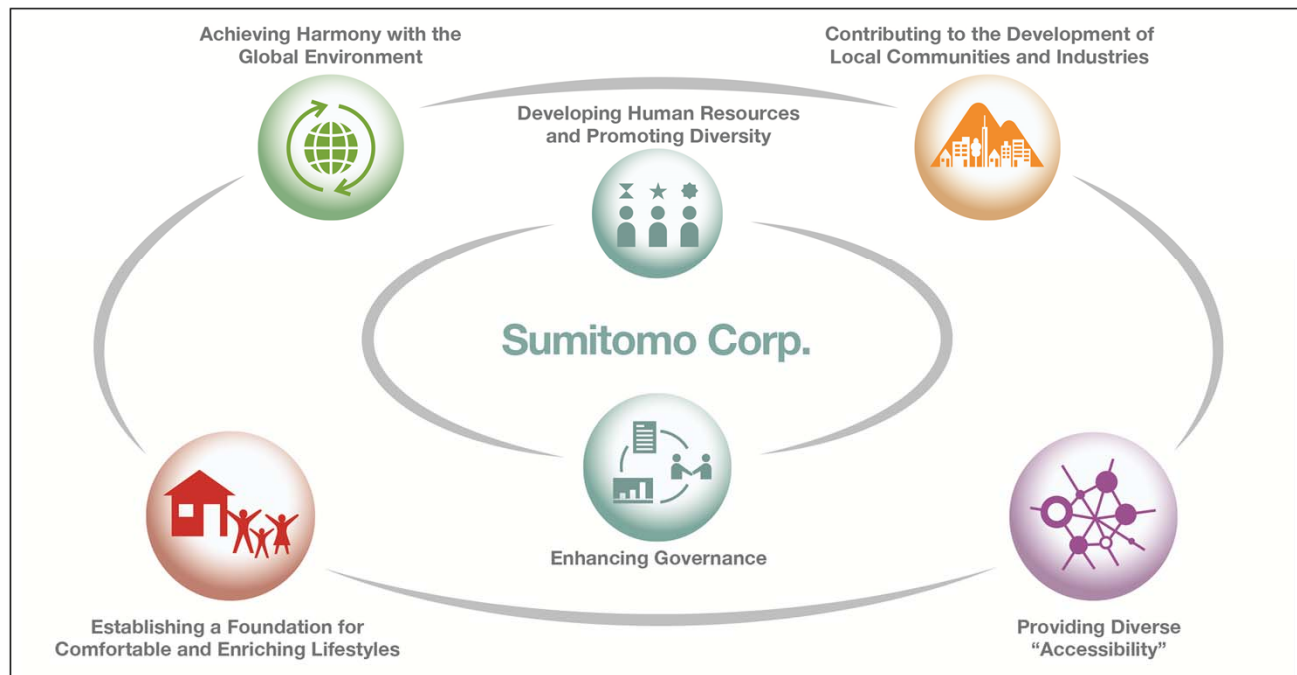 Achieving Harmony with the
Global Environment
Contributing to the Development of
Local Communities and Industries
Developing Human Resources
and Promoting Diversity
Sumitomo Corp.
Enhancing Governance
Establishing a Foundation for
Comfortable and Enriching Lifestyles
Providing Diverse
“Accessibility”